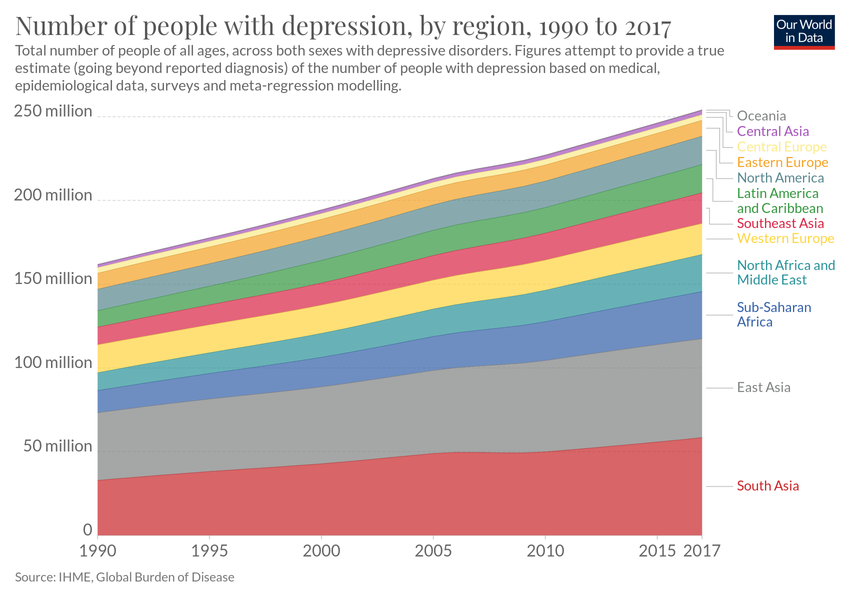 Number of people with depression, by region, 1990 to 2017
Our World
in Data
Total number of people of all ages, across both sexes with depressive disorders. Figures attempt to provide a true
estimate (going beyond reported diagnosis) of the number of people with depression based on medical,
epidemiological data, surveys and meta-regression modelling.
250 million
200 million
150 million
100 million
50 million
0
1990
1995
2000
2005
2010
2015
2017
Oceania
Central Asia
Central Europe
Eastern Europe
North America
Latin America
and Caribbean
Southeast Asia
Western Europe
North Africa and
Middle East
Sub-Saharan
Africa
East Asia
South Asia
Source: IHME, Global Burden of Disease